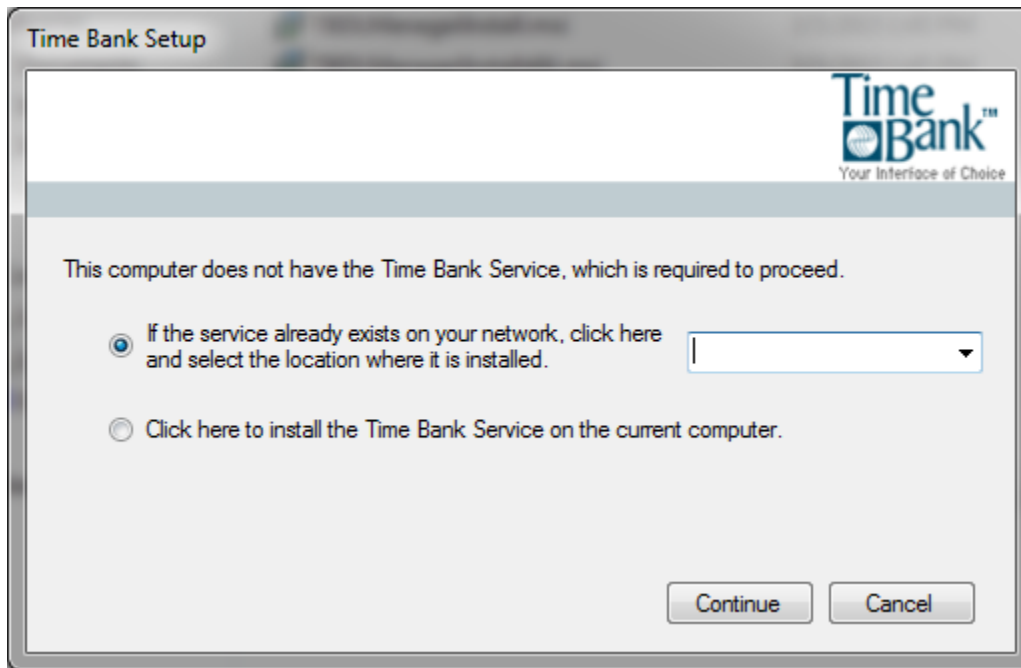 Time Bank Setup
Time
Bank™
Your Interface of Choice
This computer does not have the Time Bank Service, which is required to proceed.
If the service already exists on your network, click here
and select the location where it is installed.
Click here to install the Time Bank Service on the current computer.
Continue
Cancel